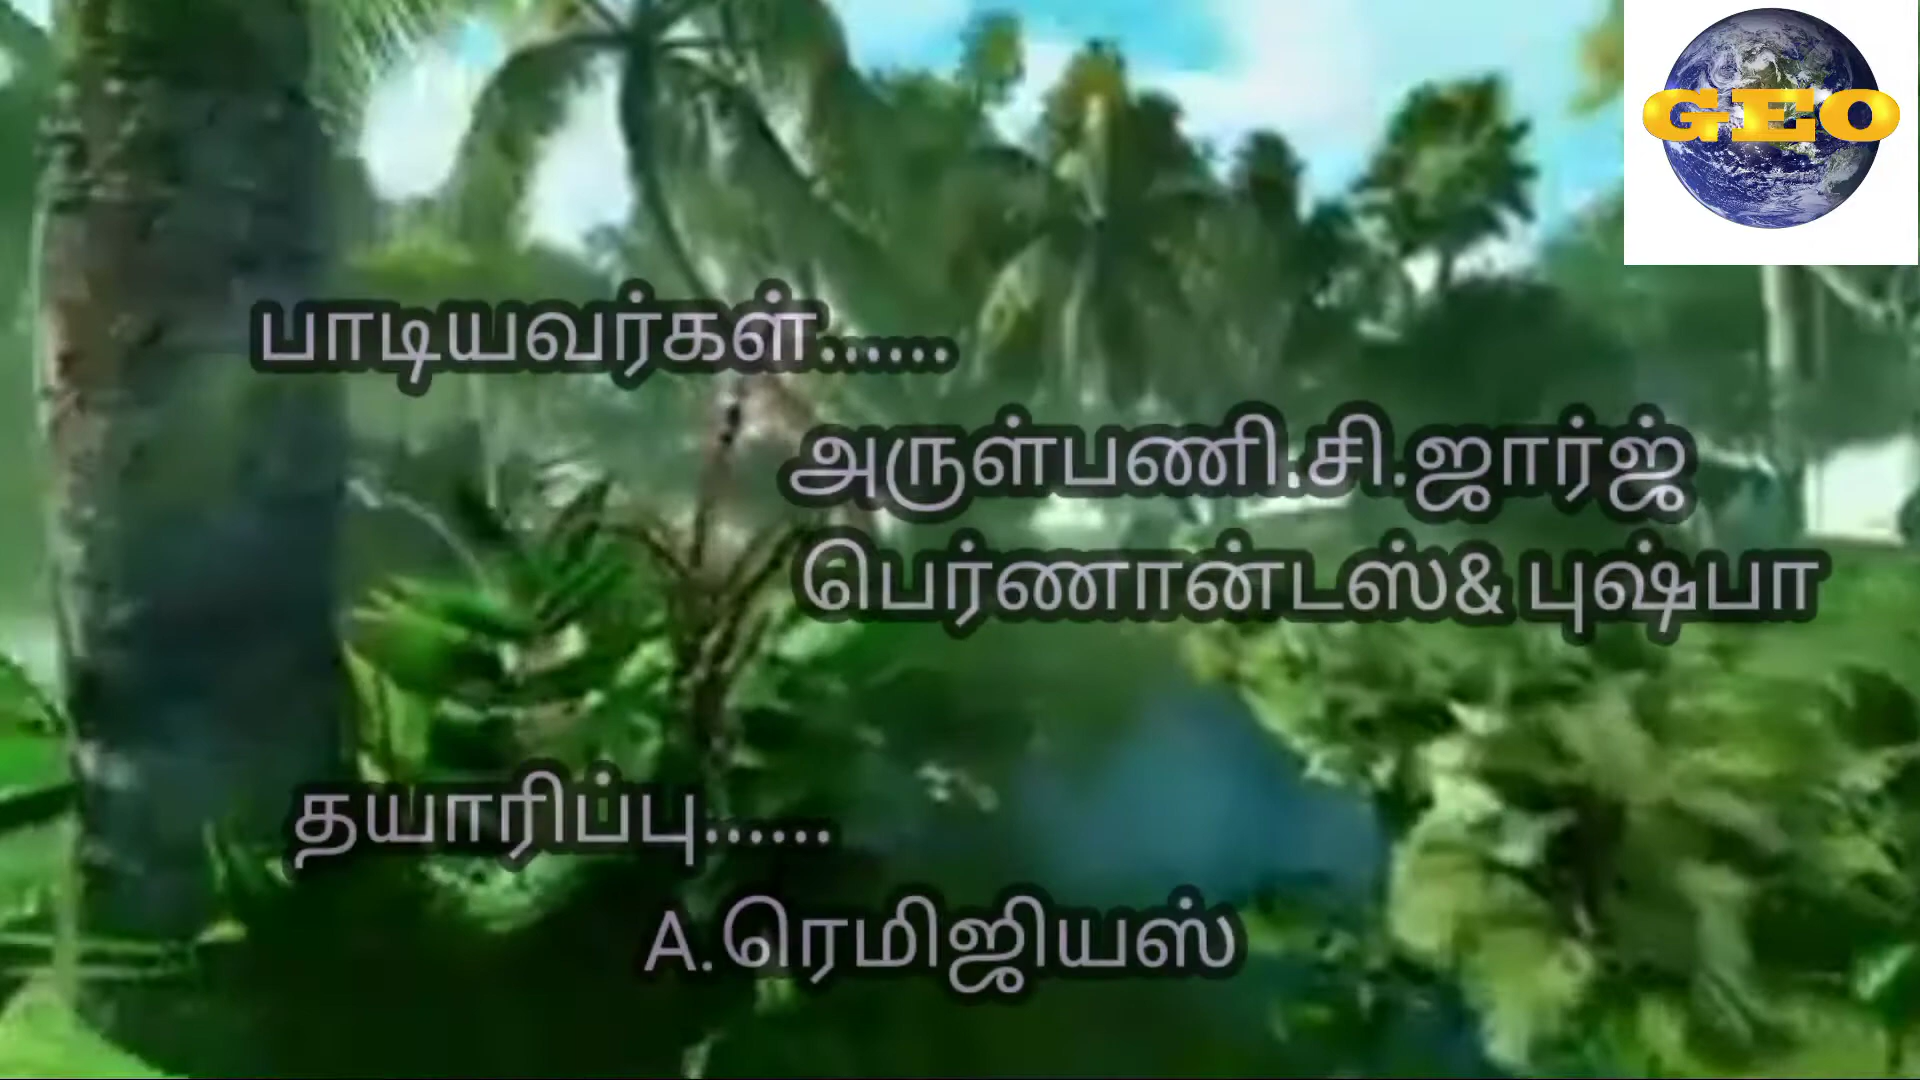 GEO
பாடியவர்கள்......
அருள்பணி.சி.ஜார்ஜ்
பெர்ணான்டஸ்& புஷ்பா
தயாரிப்பு......
A.ரெமிஜியஸ்